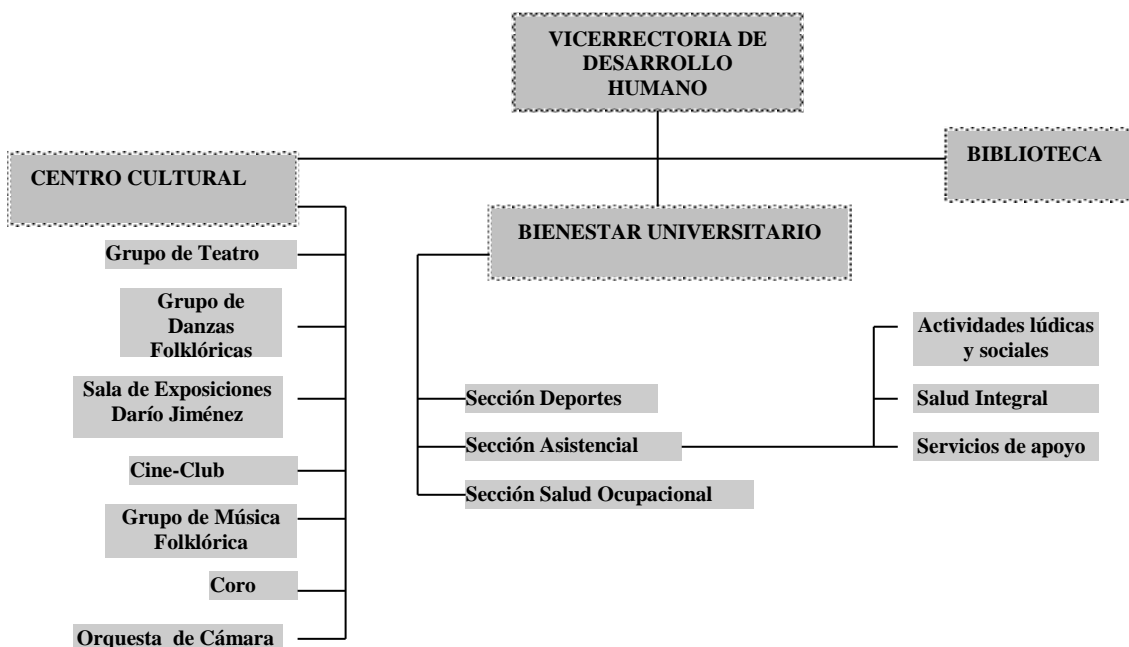 VICERRECTORIA DE
DESARROLLO
HUMANO
BIBLIOTECA
CENTRO CULTURAL
BIENESTAR UNIVERSITARIO
Grupo de Teatro
Grupo de
Danzas
Folklóricas
Sala de Exposiciones
Darío Jiménez
Cine-Club
Grupo de Música
Folklórica
Coro
Orquesta de Cámara
Sección Deportes
Sección Asistencial
Sección Salud Ocupacional
Actividades lúdicas
y sociales
Salud Integral
Servicios de apoyo